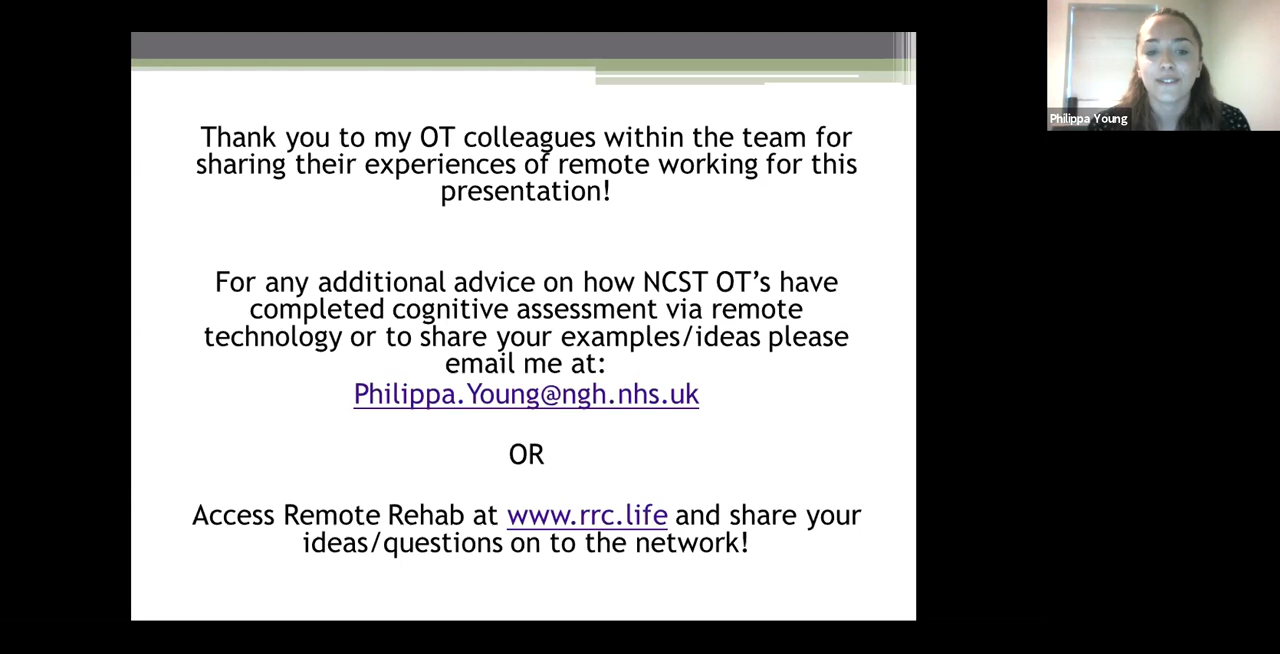 Thank you to my OT colleagues within the team for
sharing their experiences of remote working for this
presentation!
For any additional advice on how NCST OT’s have
completed cognitive assessment via remote
technology or to share your examples/ideas please
email me at:
Philippa.Young@ngh.nhs.uk
OR
Access Remote Rehab at www.rrc.life and share your
ideas/questions on to the network!
Philippa Young